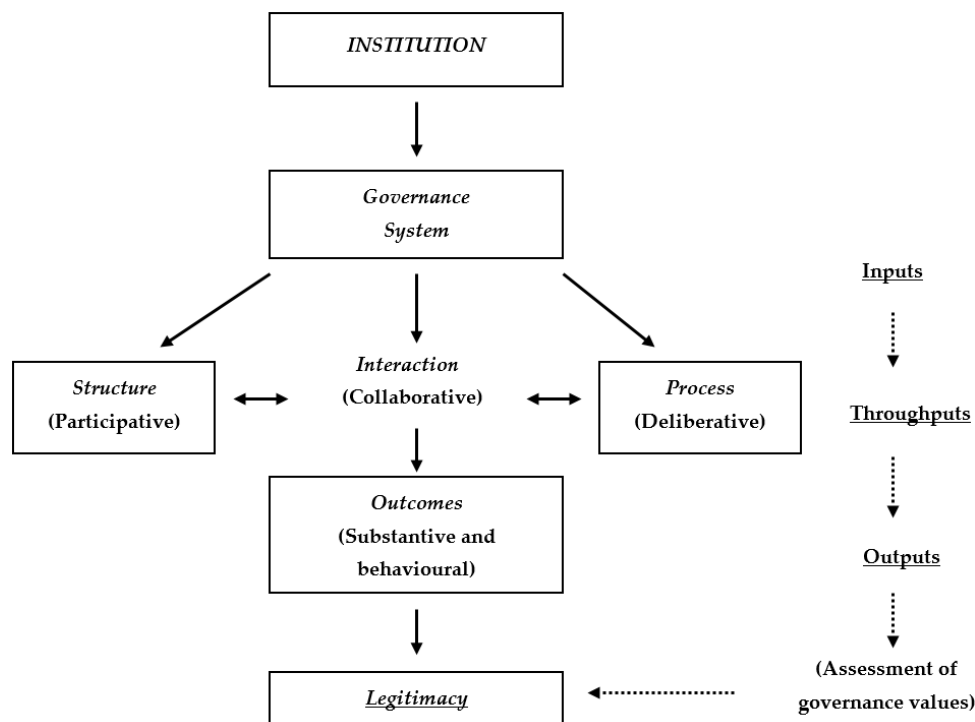 INSTITUTION
Governance
System
Inputs
Structure
(Participative)
Interaction
(Collaborative)
Process
(Deliberative)
Throughputs
Outcomes
(Substantive and
behavioural)
Outputs
Legitimacy
(Assessment of
governance values)